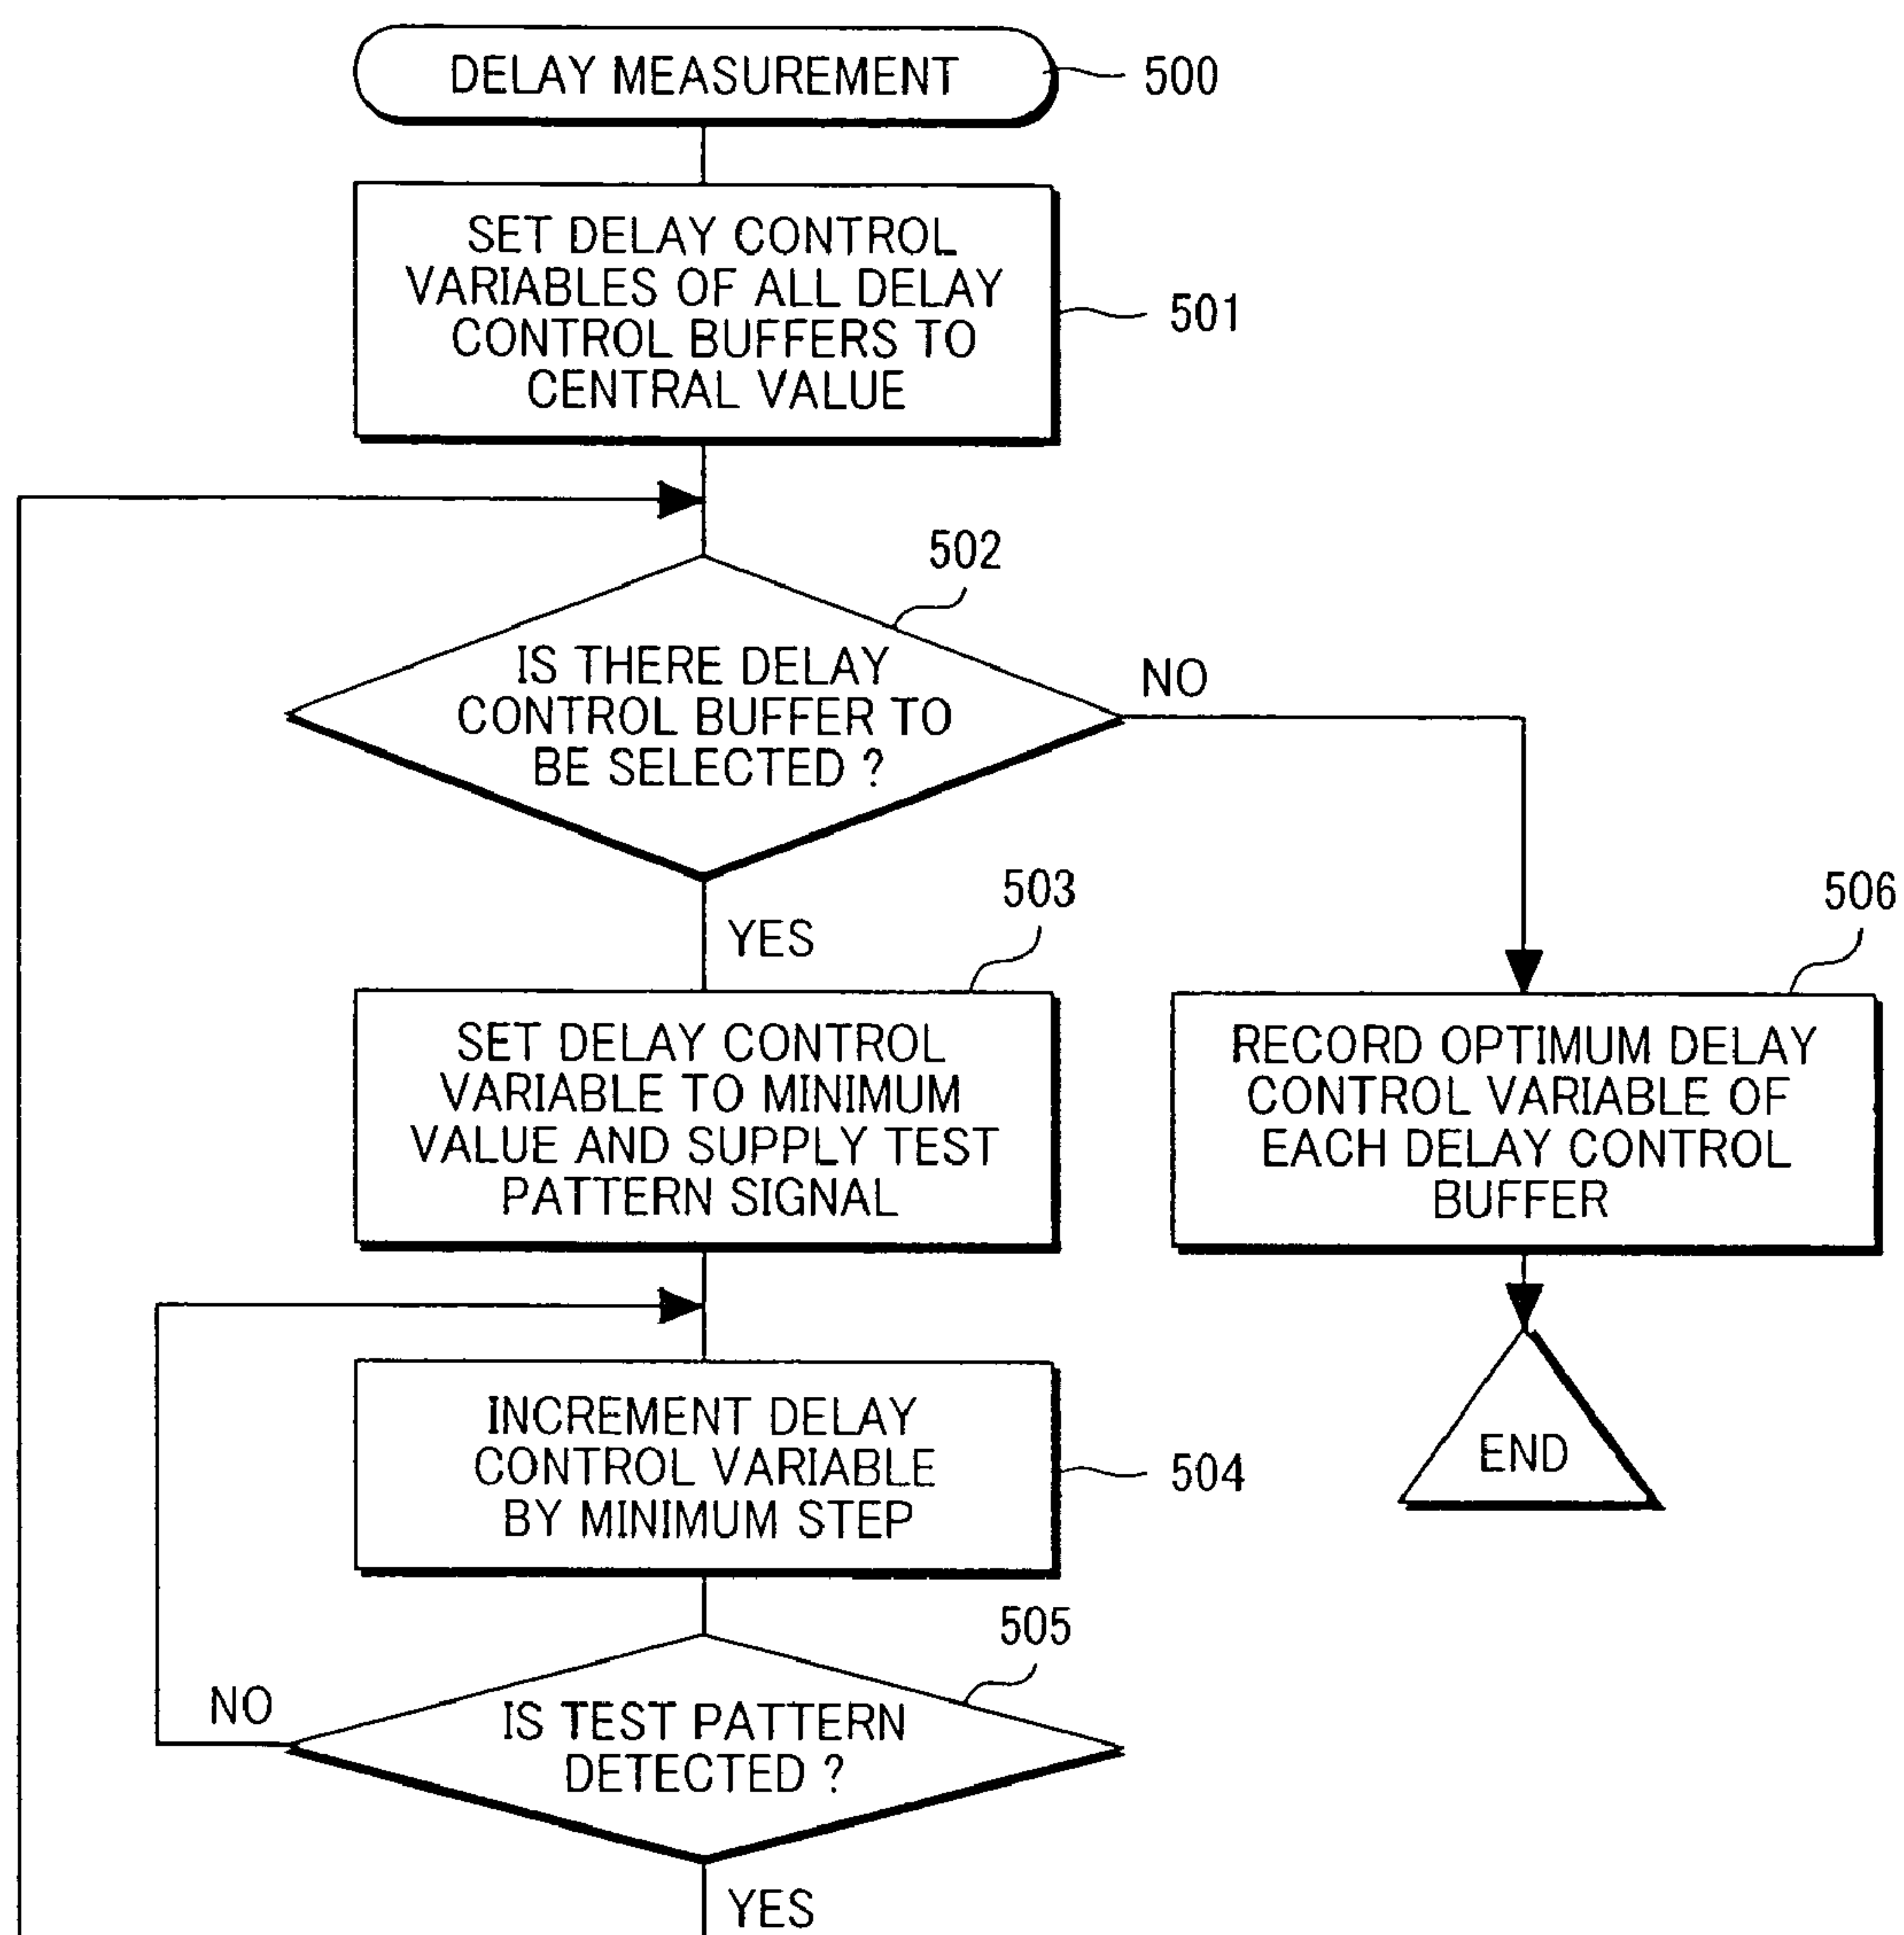 DELAY MEASUREMENT
500
SET DELAY CONTROL
VARIABLES OF ALL DELAY
CONTROL BUFFERS TO
CENTRAL VALUE
501
502
IS THERE DELAY
CONTROL BUFFER TO
BE SELECTED ?
NO
YES
503
SET DELAY CONTROL
VARIABLE TO MINIMUM
VALUE AND SUPPLY TEST
PATTERN SIGNAL
506
RECORD OPTIMUM DELAY
CONTROL VARIABLE OF
EACH DELAY CONTROL
BUFFER
END
INCREMENT DELAY
CONTROL VARIABLE
BY MINIMUM STEP
504
505
IS TEST PATTERN
DETECTED ?
NO
YES